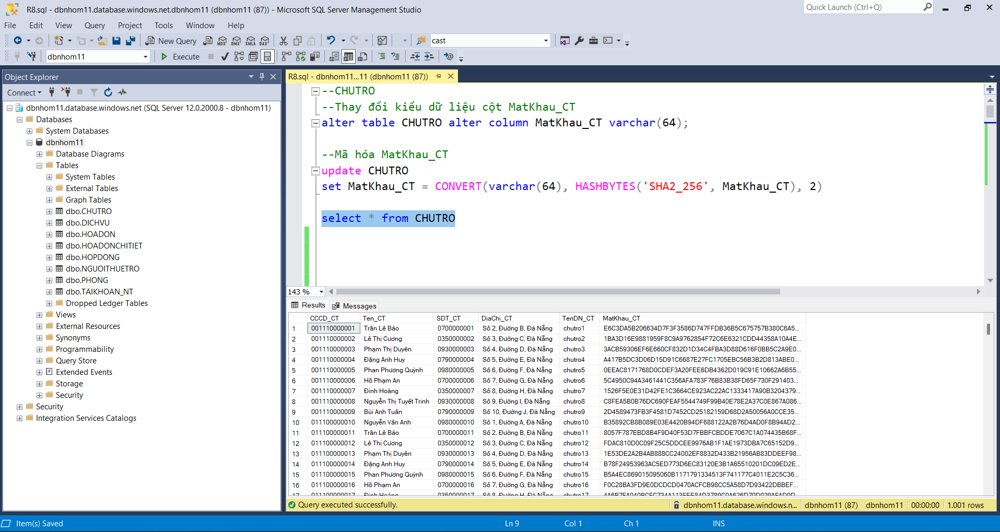 R8.sql - dbnhom11.database.windows.net.dbnhom11 (dbnhom11 (87)) - Microsoft SQL Server Management Studio
Quick Launch (Ctrl+Q)
File Edit View Query Project Tools Window Help
New Query MDX DMX XMLA DAX cast
dbnhom11 Execute
Object Explorer
Connect
dbnhom11.database.windows.net (SQL Server 12.0.2000.8 - dbnhom11)
Databases
System Databases
dbnhom11
Database Diagrams
Tables
System Tables
External Tables
Graph Tables
dbo.CHUTRO
dbo.DICHVU
dbo.HOADON
dbo.HOADONCHITIET
dbo.HOPDONG
dbo.NGUOITHUETRO
dbo.PHONG
dbo.TAIKHOAN_NT
Dropped Ledger Tables
Views
External Resources
Synonyms
Programmability
Query Store
Extended Events
Storage
Security
Security
Integration Services Catalogs
R8.sql - dbnhom11...11 (dbnhom11 (87))
--CHUTRO
--Thay đổi kiểu dữ liệu cột MatKhau_CT
alter table CHUTRO alter column MatKhau_CT varchar(64);
--Mã hóa MatKhau_CT
update CHUTRO
set MatKhau_CT = CONVERT(varchar(64), HASHBYTES('SHA2_256', MatKhau_CT), 2)
select * from CHUTRO
143 %
Results Messages
CCCD_CT Ten_CT SDT_CT DiaChi_CT TenDN_CT MatKhau_CT
1 001110000001 Trần Lê Bảo 0700000001 Số 2, Đường B, Đà Nẵng chutro1 E6C3DA5B206634D7F3F3586D747FFDB36B5C675757B380C6A5...
2 001110000002 Lê Thị Cương 0350000002 Số 3, Đường C, Đà Nẵng chutro2 1BA3D16E9881959F8C9A9762854F72C6E6321CDD44358A10A4E...
3 001110000003 Phạm Thị Duyên 0930000003 Số 4, Đường D, Đà Nẵng chutro3 3ACB59306EF6E660CF832D1D34C4FBA3D88D616F0BB5C2A9E0...
4 001110000004 Đặng Anh Huy 0790000004 Số 5, Đường E, Đà Nẵng chutro4 A417B5DC3D06D15D91C6687E27FC1705EBC56B3B2D813ABE0...
5 001110000005 Phan Phương Quỳnh 0980000005 Số 6, Đường F, Đà Nẵng chutro5 0EEAC8171768D0CDEF3A20FEE6DB4362D019C91E10662A6B55...
6 001110000006 Hồ Phạm An 0700000006 Số 7, Đường G, Đà Nẵng chutro6 5C4950C94A3461441C356AFA783F76B83B38FD65F730F291403...
7 001110000007 Đinh Hoàng 0350000007 Số 8, Đường H, Đà Nẵng chutro7 1526F5E0E31D42FE1C3664CE923AC22AC1333417A90B3204379...
8 001110000008 Nguyễn Thị Tuyết Trinh 0930000008 Số 9, Đường I, Đà Nẵng chutro8 C8FEA5B0B76DC690FEAF5544749F99B40E78E2A37C0E867A086...
9 001110000009 Bùi Anh Tuấn 0790000009 Số 10, Đường J, Đà Nẵng chutro9 2D4589473FB3F4581D7452CD25182159D68D2A50056A0CCE35...
10 011100000010 Nguyễn Vân Anh 0980000010 Số 1, Đường A, Đà Nẵng chutro10 B35892CB8B089E03E4420B94DF688122A2B76D4AD0F8B94AD2...
11 011100000011 Trần Lê Bảo 0700000011 Số 2, Đường B, Đà Nẵng chutro11 8057F787EBD8B4F9D40F53D7FBBFCBDDE7067C1A074435B68F...
12 011100000012 Lê Thị Cương 0350000012 Số 3, Đường C, Đà Nẵng chutro12 FDAC810D0C09F25C5DDCEE9976AB1F1AE1973DBA7C65152D9...
13 011100000013 Phạm Thị Duyên 0930000013 Số 4, Đường D, Đà Nẵng chutro13 1E53DE2A2B4AB888CC24002EF8832D433B21956AB83DDEEF98...
14 011100000014 Đặng Anh Huy 0790000014 Số 5, Đường E, Đà Nẵng chutro14 B78F24953963AC5ED773D6EC83120E3B1A65510201DC09ED2E...
15 011100000015 Phan Phương Quỳnh 0980000015 Số 6, Đường F, Đà Nẵng chutro15 B5A4EC869015095060B1171791334513F741177C4011E2C5C36...
16 011100000016 Hồ Phạm An 0700000016 Số 7, Đường G, Đà Nẵng chutro16 F0C28BA3FD9E0DCDCD0470ACFCB98CC5A58D7D93422DBBEF...
17 011100000017 Đinh Hoàng 0350000017 Số 8, Đường H, Đà Nẵng chutro17
Query executed successfully. dbnhom11.database.windows.n... dbnhom11 (87) dbnhom11 00:00:00 1.001 rows
Item(s) Saved Ln 9 Col 1 Ch 1 INS